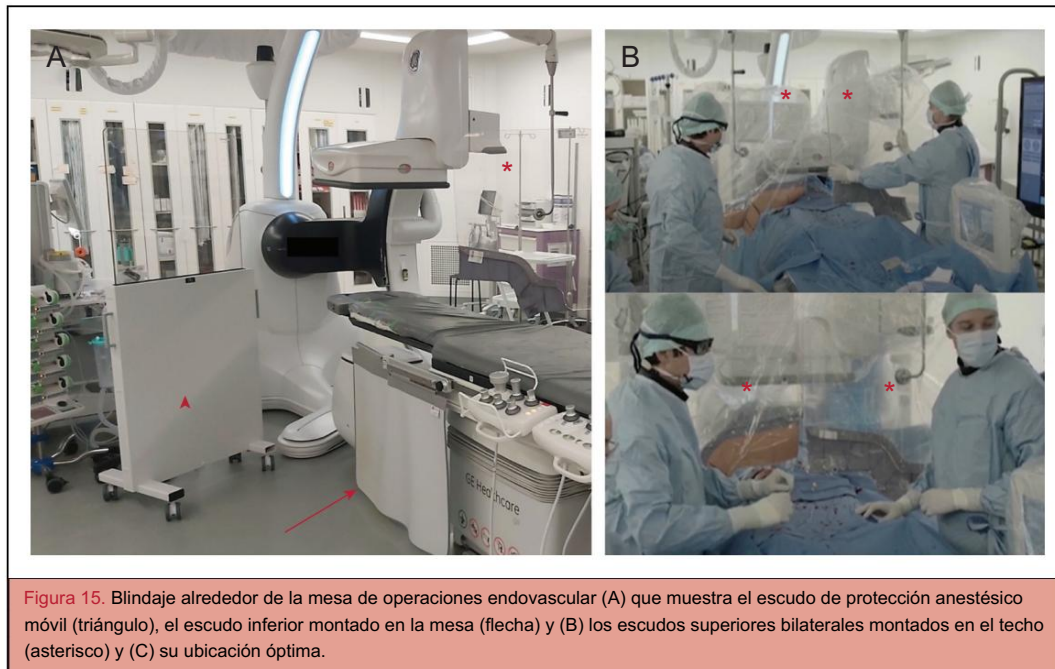 A
B
GE Healthcare
Figura 15. Blindaje alrededor de la mesa de operaciones endovascular (A) que muestra el escudo de protección anestésico
móvil (triángulo), el escudo inferior montado en la mesa (flecha) y (B) los escudos superiores bilaterales montados en el techo
(asterisco) y (C) su ubicación óptima.